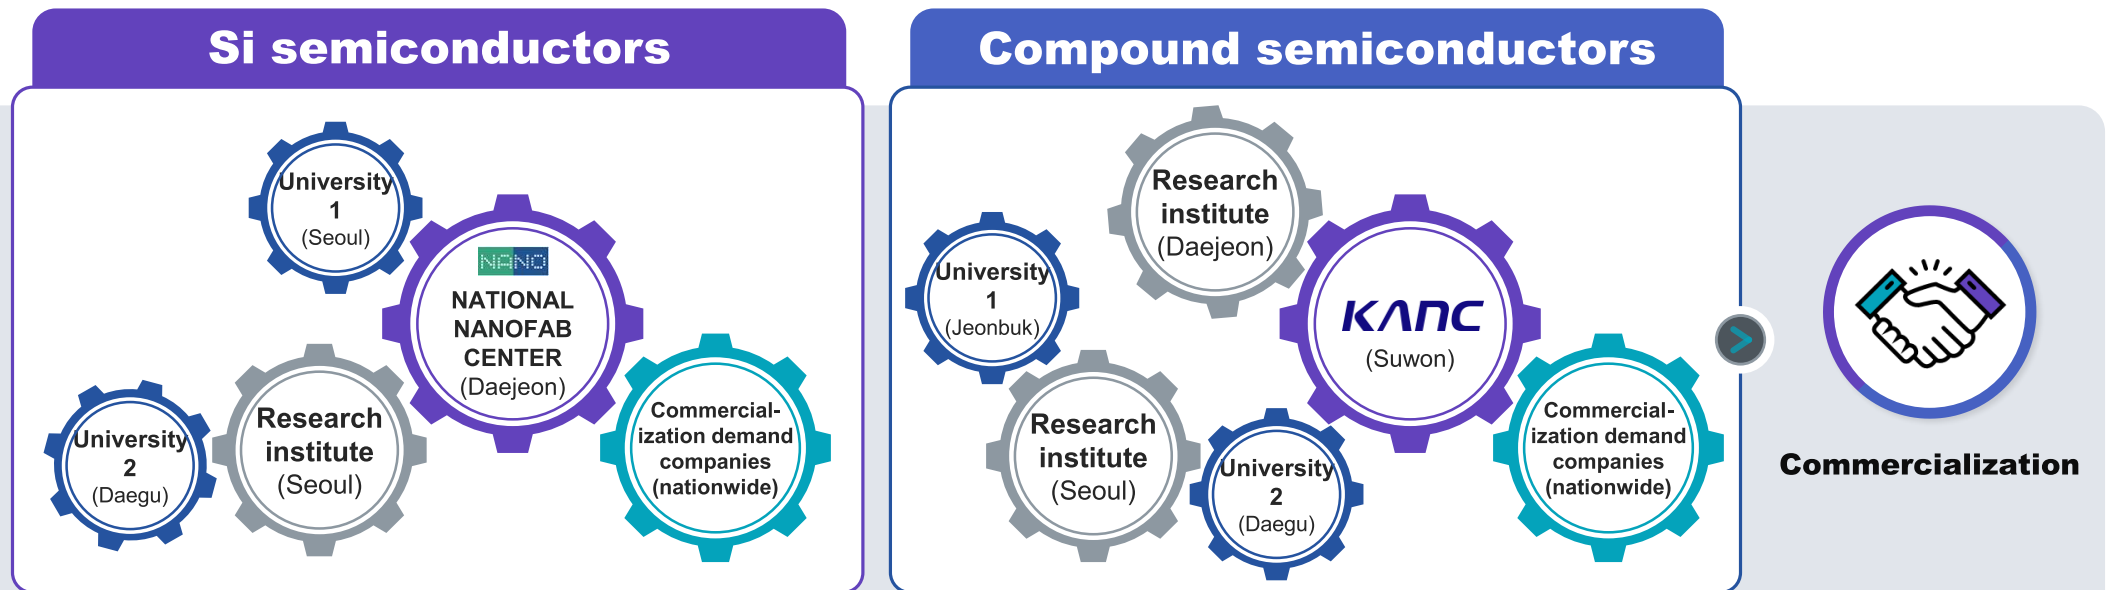 Si semiconductors
University
1
(Seoul)
NANO
NATIONAL
NANOFAB
CENTER
(Daejeon)
University
2
(Daegu)
Research
institute
(Seoul)
Commercial-
ization demand
companies
(nationwide)
Compound semiconductors
Research
institute
(Daejeon)
University
1
(Jeonbuk)
KANC
(Suwon)
Research
institute
(Seoul)
University
2
(Daegu)
Commercial-
ization demand
companies
(nationwide)
Commercialization